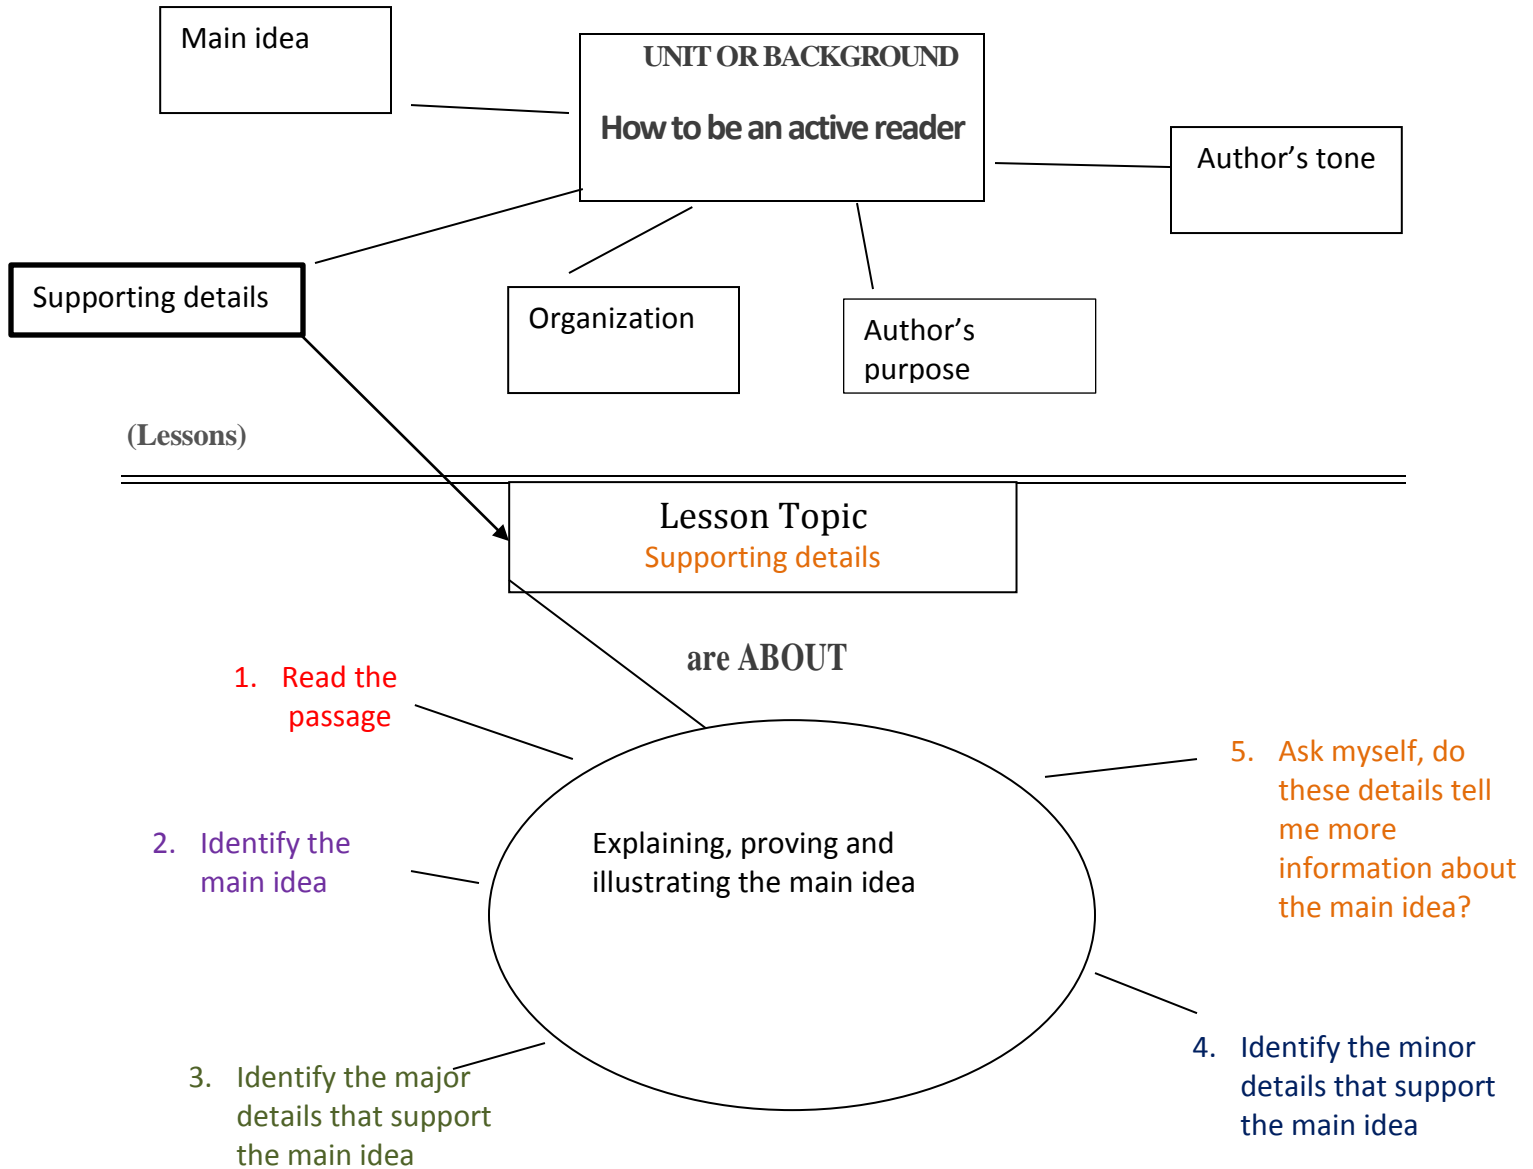 Main idea
UNIT OR BACKGROUND
How to be an active reader
Author’s tone
Supporting details
Organization
Author’s
purpose
(Lessons)
Lesson Topic
Supporting details
are ABOUT
1. Read the
passage
2. Identify the
main idea
3. Identify the major
details that support
the main idea
Explaining, proving and
illustrating the main idea
5. Ask myself, do
these details tell
me more
information about
the main idea?
4. Identify the minor
details that support
the main idea